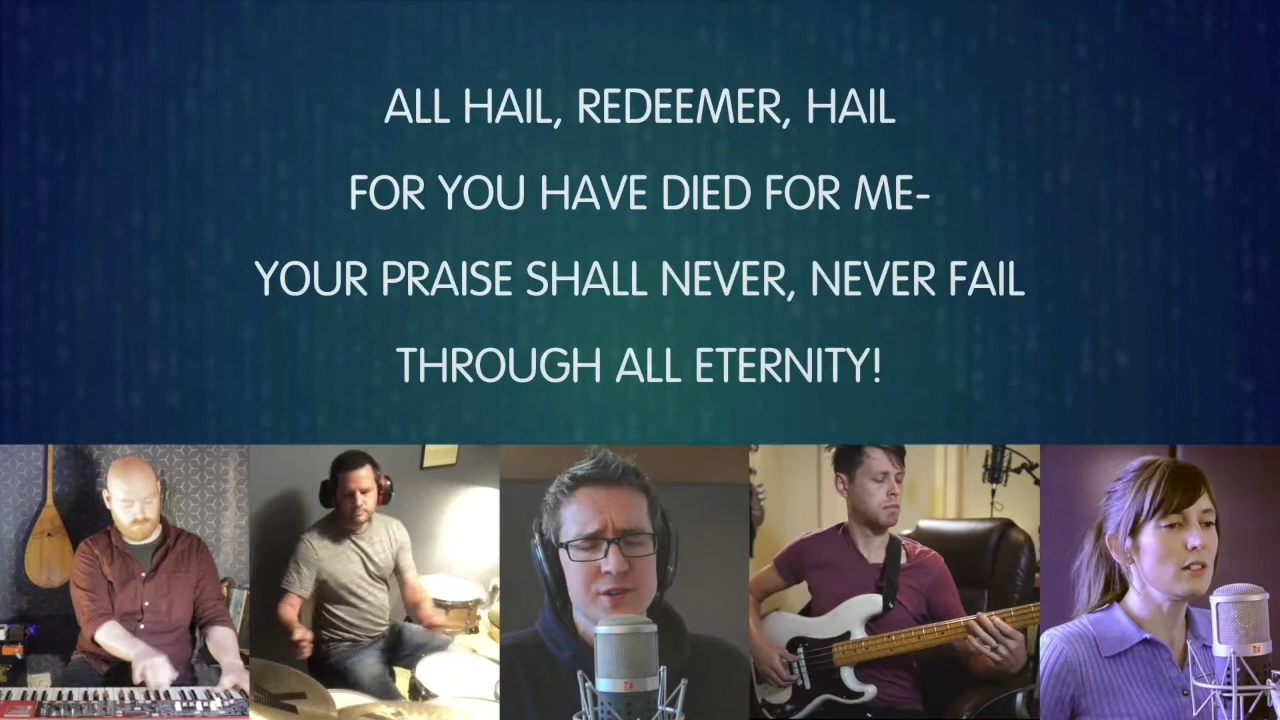 ALL HAIL, REDEEMER, HAIL
FOR YOU HAVE DIED FOR ME-
YOUR PRAISE SHALL NEVER, NEVER FAIL
THROUGH ALL ETERNITY!